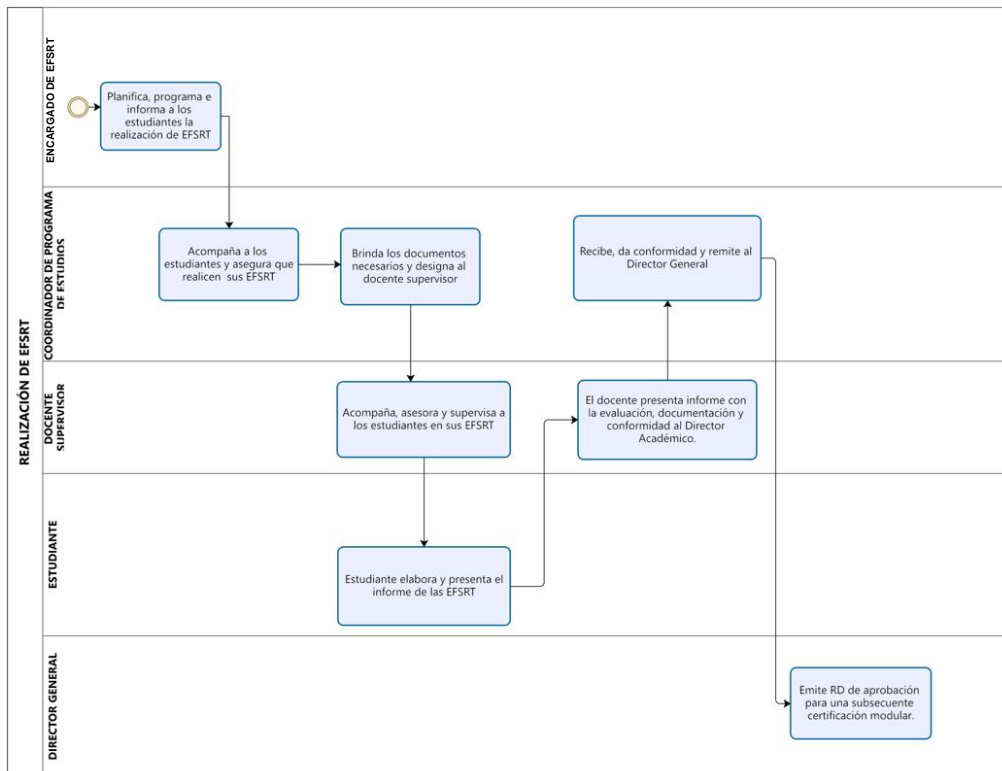 REALIZACIÓN DE EFSRT
ENCARGADO DE EFSRT
Planifica, programa e
informa a los
estudiantes la
realización de EFSRT
COORDINADOR DE PROGRAMA
DE ESTUDIOS
Acompaña a los
estudiantes y asegura que
realicen sus EFSRT
Brinda los documentos
necesarios y designa al
docente supervisor
Recibe, da conformidad y remite al
Director General
DOCENTE
SUPERVISOR
Acompaña, asesora y supervisa a
los estudiantes en sus EFSRT
El docente presenta informe con
la evaluación, documentación y
conformidad al Director
Académico.
ESTUDIANTE
Estudiante elabora y presenta el
informe de las EFSRT
DIRECTOR GENERAL
Emite RD de aprobación
para una subsecuente
certificación modular.